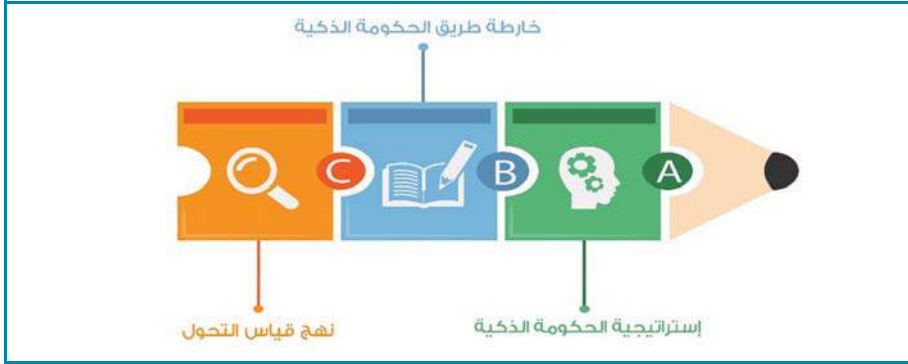 خارطة طريق الحكومة الذكية
A
B
C
إستراتيجية الحكومة الذكية
نهج قياس التحول